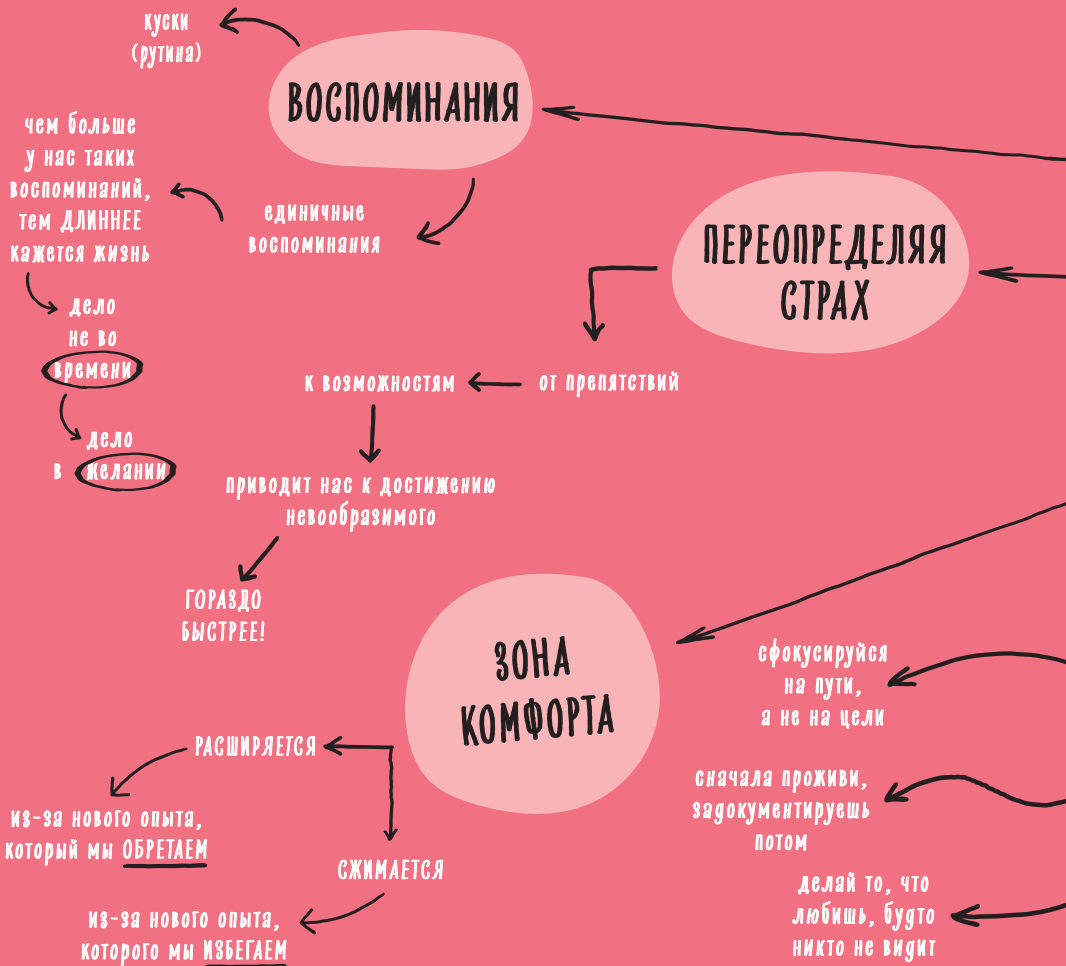 куски
(рутина)
ВОСПОМИНАНИЯ
чем больше
у нас таких
воспоминаний,
тем ДЛИННЕЕ
кажется жизнь
единичные
воспоминания
дело
не во
времени
дело
в желании
ПЕРЕОПРЕДЕЛЯЯ
СТРАХ
от препятствий
к возможностям
приводит нас к достижению
невообразимого
ГОРАЗДО
БЫСТРЕЕ!
ЗОНА
КОМФОРТА
РАСШИРЯЕТСЯ
из-за нового опыта,
который мы ОБРЕТАЕМ
СЖИМАЕТСЯ
из-за нового опыта,
которого мы ИЗБЕГАЕМ
сфокусируйся
на пути,
а не на цели
сначала проживи,
задокументируешь
потом
делай то, что
любишь, будто
никто не видит